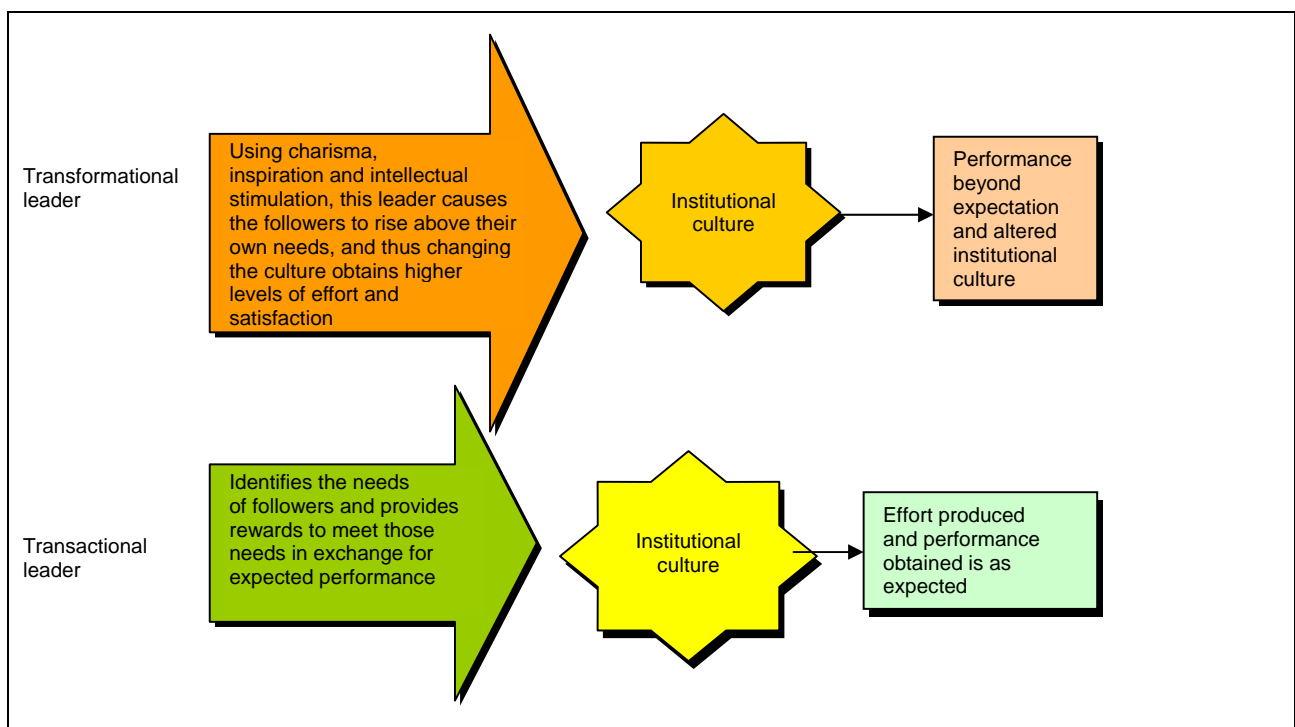 Transformational
leader
Using charisma,
inspiration and intellectual
stimulation, this leader causes
the followers to rise above their
own needs, and thus changing
the culture obtains higher
levels of effort and
satisfaction
Institutional
culture
Performance
beyond
expectation
and altered
institutional
culture
Transactional
leader
Identifies the needs
of followers and provides
rewards to meet those
needs in exchange for
expected performance
Institutional
culture
Effort produced
and performance
obtained is as
expected